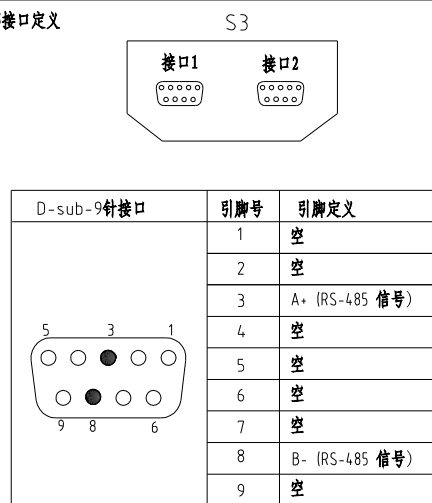 接口定义
S3
接口1 接口2
D-sub-9针接口 引脚号 引脚定义
1 空
2 空
3 A+ (RS-485 信号)
4 空
5 空
6 空
7 空
8 B- (RS-485 信号)
9 空
5 3 1
9 8 6